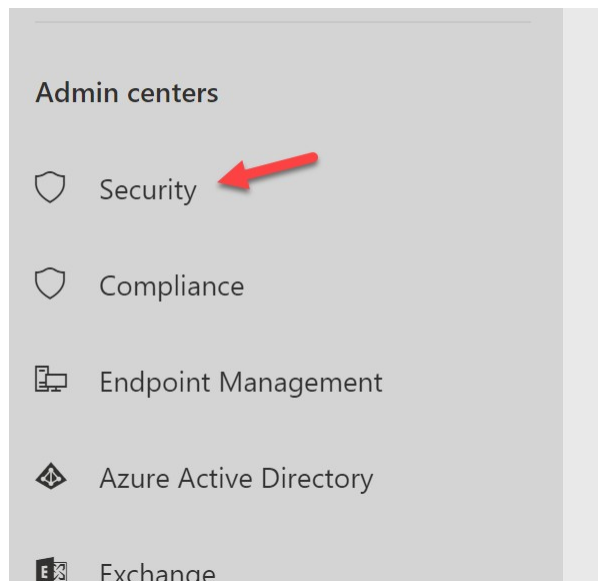 Admin centers
Security
Compliance
Endpoint Management
Azure Active Directory
Exchange